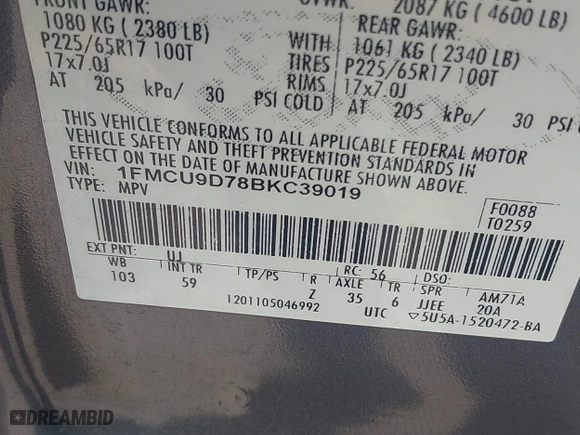 FRONT GAWR:
GVWR: 2087 KG ( 4600 LB)
1080 KG ( 2380 LB)
REAR GAWR:
WITH 1061 KG ( 2340 LB)
P225/65R17 100T
TIRES P225/65R17 100T
17x7.0J
RIMS 17x7.0J
AT 205 kPa/ 30 PSI COLD
AT 205 kPa/ 30 PSI
THIS VEHICLE CONFORMS TO ALL APPLICABLE FEDERAL MOTOR
VEHICLE SAFETY AND THEFT PREVENTION STANDARDS IN
EFFECT ON THE DATE OF MANUFACTURE SHOWN ABOVE.
VIN: 1FMCU9D78BKC39019
TYPE: MPV
F0088
T0259
EXT PNT: UJ RC: 56 DSO:
WB INT TR TP/PS R AXLE TR SPR AM71A
103 59 Z 35 6 JJEE 20A
1201105046992 UTC ▽5U5A-1520472-BA
DREAMBID